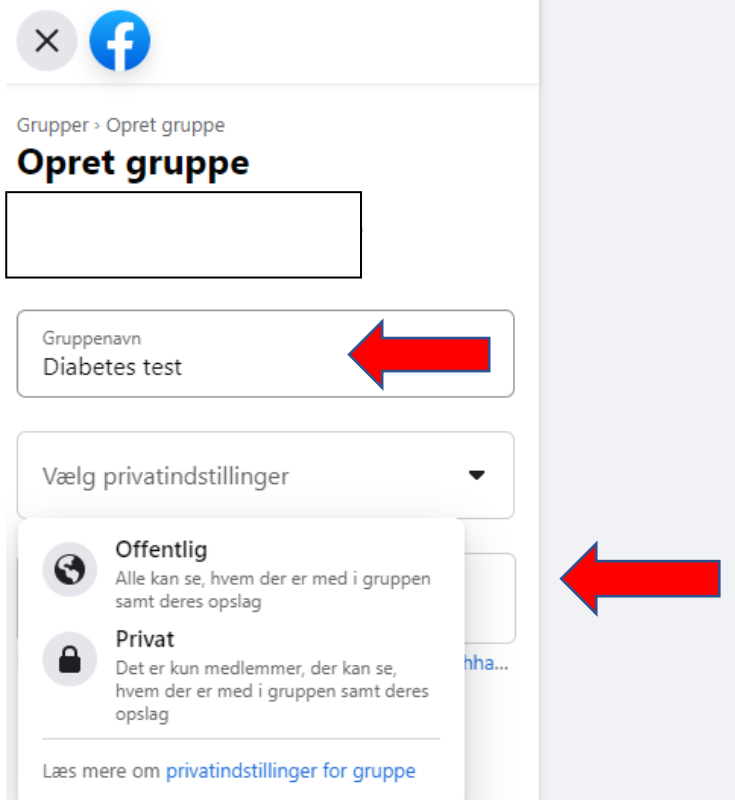 Grupper › Opret gruppe
Opret gruppe
Gruppenavn
Diabetes test
Vælg privatindstillinger
Offentlig
Alle kan se, hvem der er med i gruppen
samt deres opslag
Privat
Det er kun medlemmer, der kan se,
hvem der er med i gruppen samt deres
opslag
hha...
Læs mere om privatindstillinger for gruppe